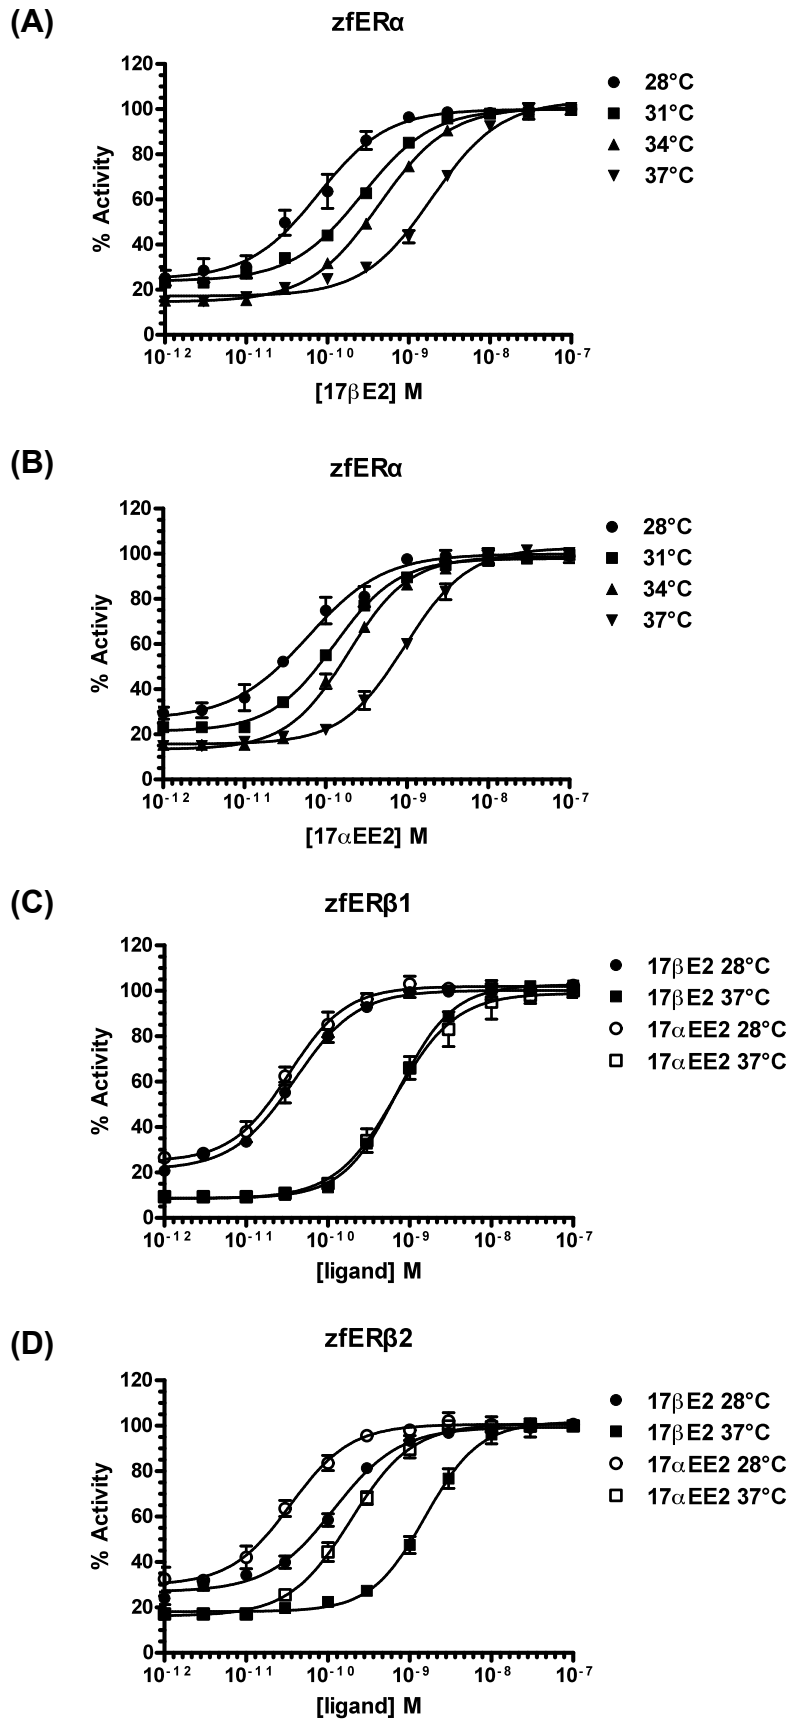 (A)
zfERα
120
100
80
60
40
20
0
% Activity
10⁻¹² 10⁻¹¹ 10⁻¹⁰ 10⁻⁹ 10⁻⁸ 10⁻⁷
[17βE2] M
28°C
31°C
34°C
37°C
(B)
zfERα
120
100
80
60
40
20
0
% Activiy
10⁻¹² 10⁻¹¹ 10⁻¹⁰ 10⁻⁹ 10⁻⁸ 10⁻⁷
[17αEE2] M
28°C
31°C
34°C
37°C
(C)
zfERβ1
120
100
80
60
40
20
0
% Activity
10⁻¹² 10⁻¹¹ 10⁻¹⁰ 10⁻⁹ 10⁻⁸ 10⁻⁷
[ligand] M
17βE2 28°C
17βE2 37°C
17αEE2 28°C
17αEE2 37°C
(D)
zfERβ2
120
100
80
60
40
20
0
% Activity
10⁻¹² 10⁻¹¹ 10⁻¹⁰ 10⁻⁹ 10⁻⁸ 10⁻⁷
[ligand] M
17βE2 28°C
17βE2 37°C
17αEE2 28°C
17αEE2 37°C